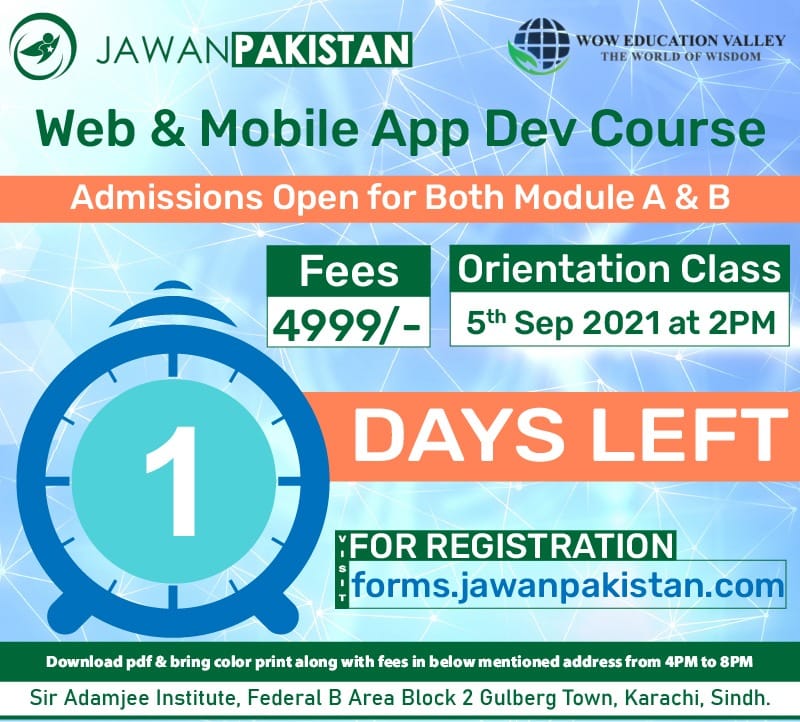 JAWANPAKISTAN
WOW EDUCATION VALLEY
THE WORLD OF WISDOM
Web & Mobile App Dev Course
Admissions Open for Both Module A & B
Fees
4999/-
Orientation Class
5th Sep 2021 at 2PM
1
DAYS LEFT
VISIT
FOR REGISTRATION
forms.jawanpakistan.com
Download pdf & bring color print along with fees in below mentioned address from 4PM to 8PM
Sir Adamjee Institute, Federal B Area Block 2 Gulberg Town, Karachi, Sindh.